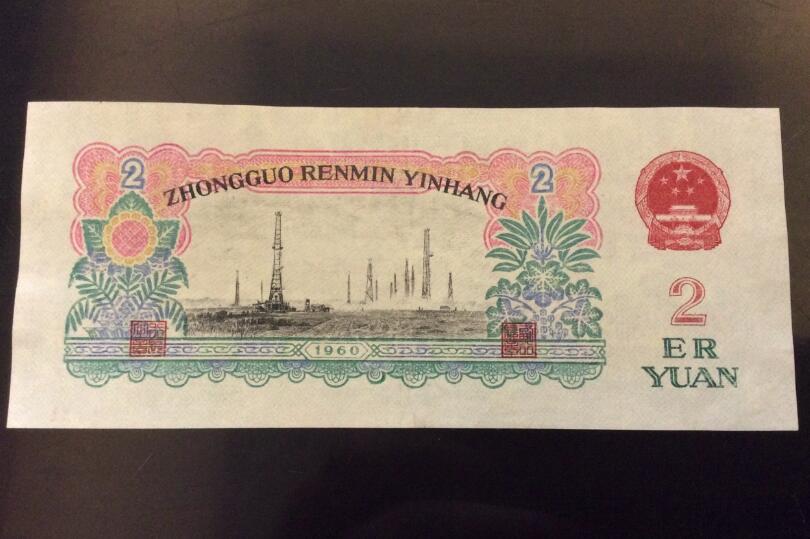 2
2
ZHONGGUO RENMIN YINHANG
1960
2
ER
YUAN